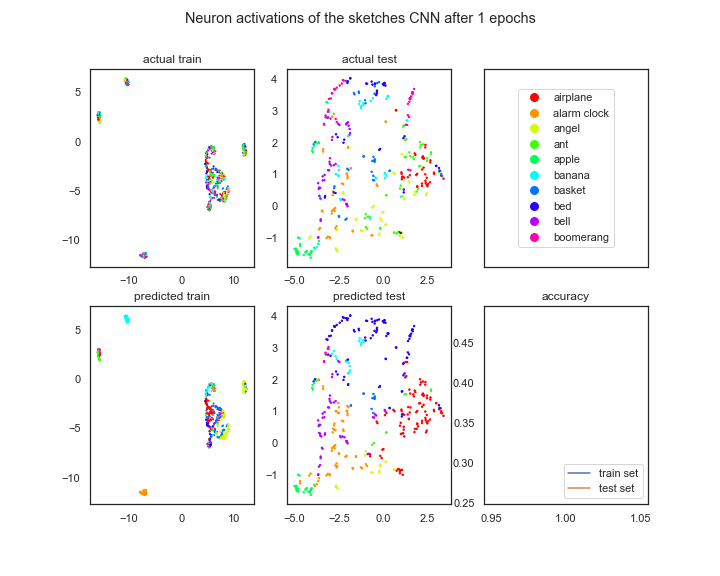 Neuron activations of the sketches CNN after 1 epochs
actual train
5
0
−5
−10
−10
0
10
actual test
4
3
2
1
0
−1
−5.0
−2.5
0.0
2.5
airplane
alarm clock
angel
ant
apple
banana
basket
bed
bell
boomerang
predicted train
5
0
−5
−10
−10
0
10
predicted test
4
3
2
1
0
−1
−5.0
−2.5
0.0
2.5
accuracy
0.45
0.40
0.35
0.30
0.25
0.95
1.00
1.05
train set
test set